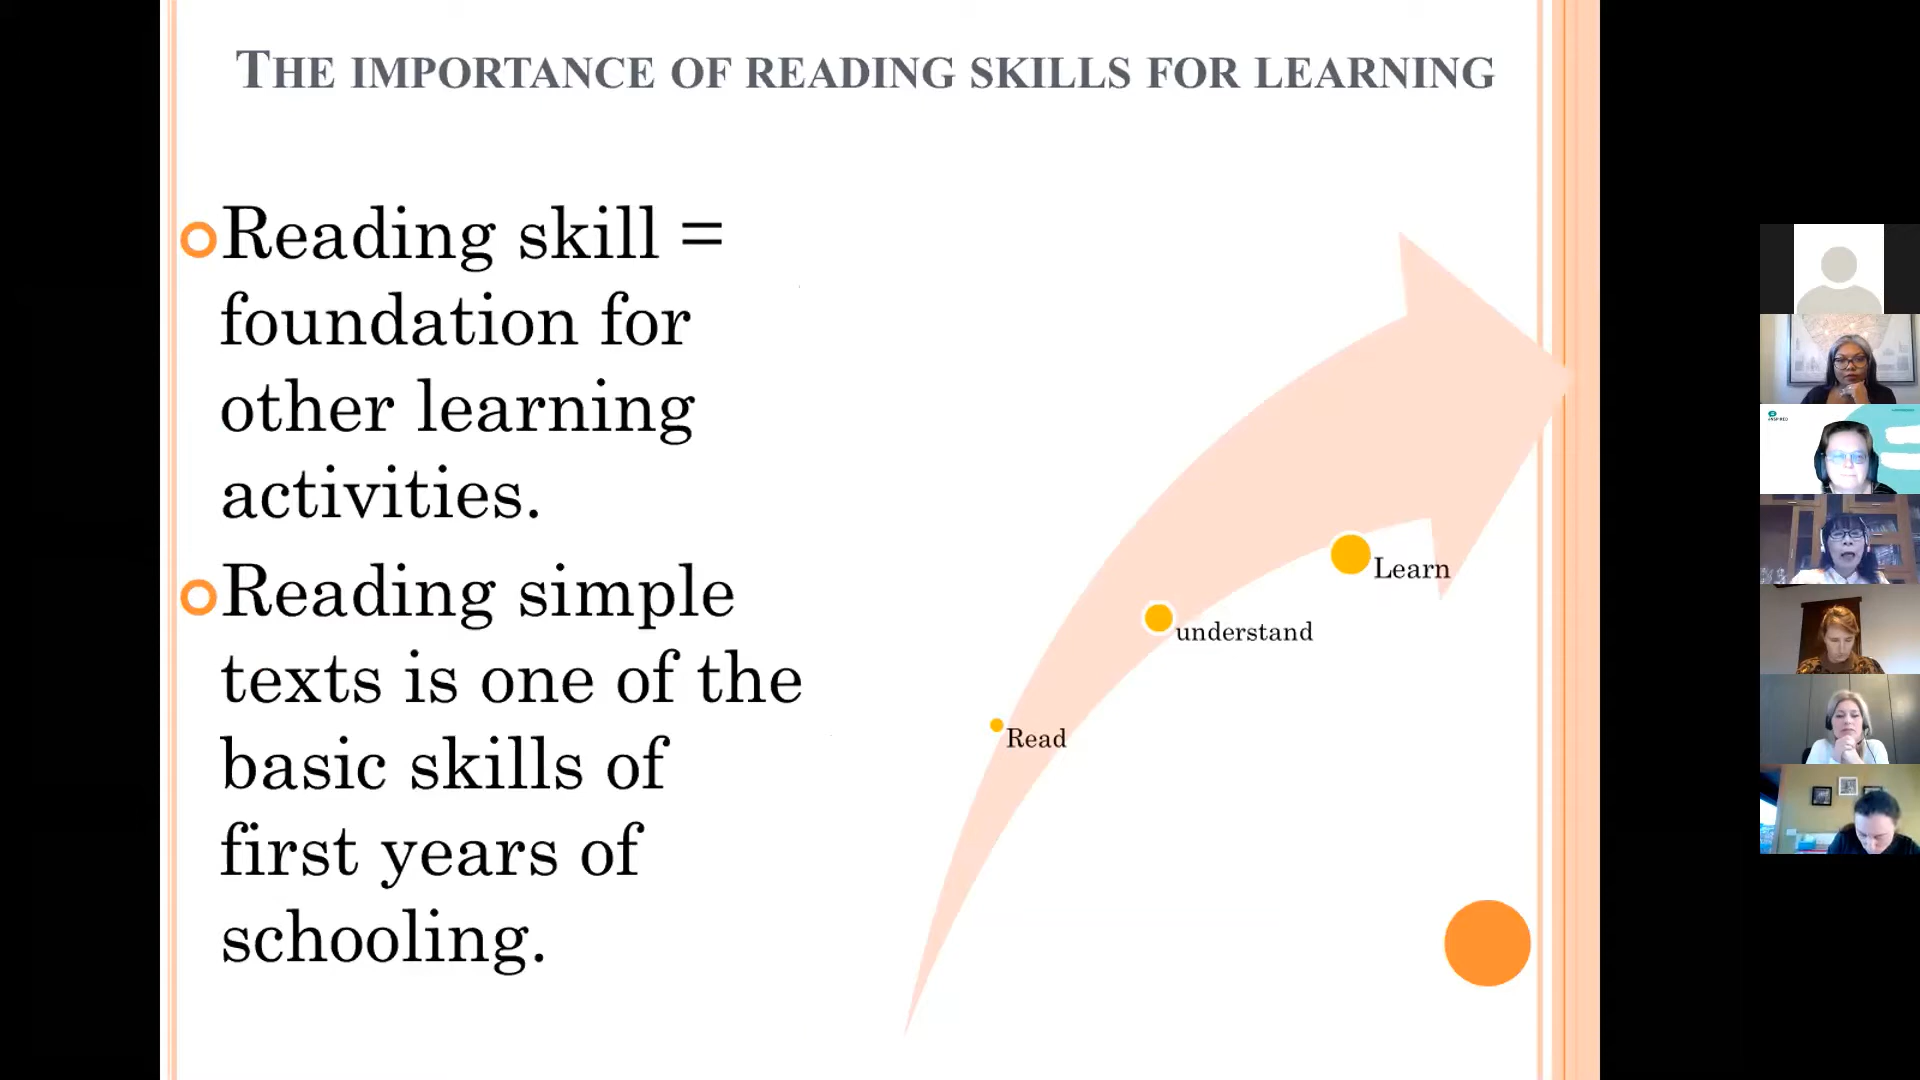 THE IMPORTANCE OF READING SKILLS FOR LEARNING
Reading skill =
foundation for
other learning
activities.
Reading simple
texts is one of the
basic skills of
first years of
schooling.
Learn
understand
Read